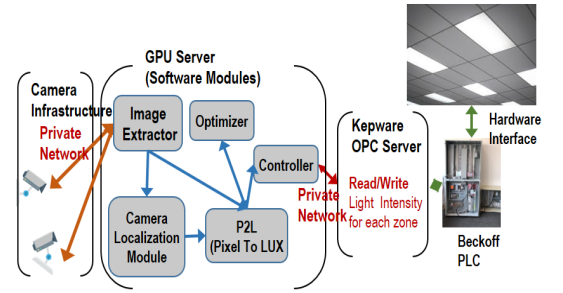 GPU Server
(Software Modules)
Camera
Infrastructure
Private
Network
Image
Extractor
Optimizer
Controller
Camera
Localization
Module
P2L
(Pixel To LUX
Private
Network
Kepware
OPC Server
Read/Write
Light Intensity
for each zone
Hardware
Interface
Beckoff
PLC